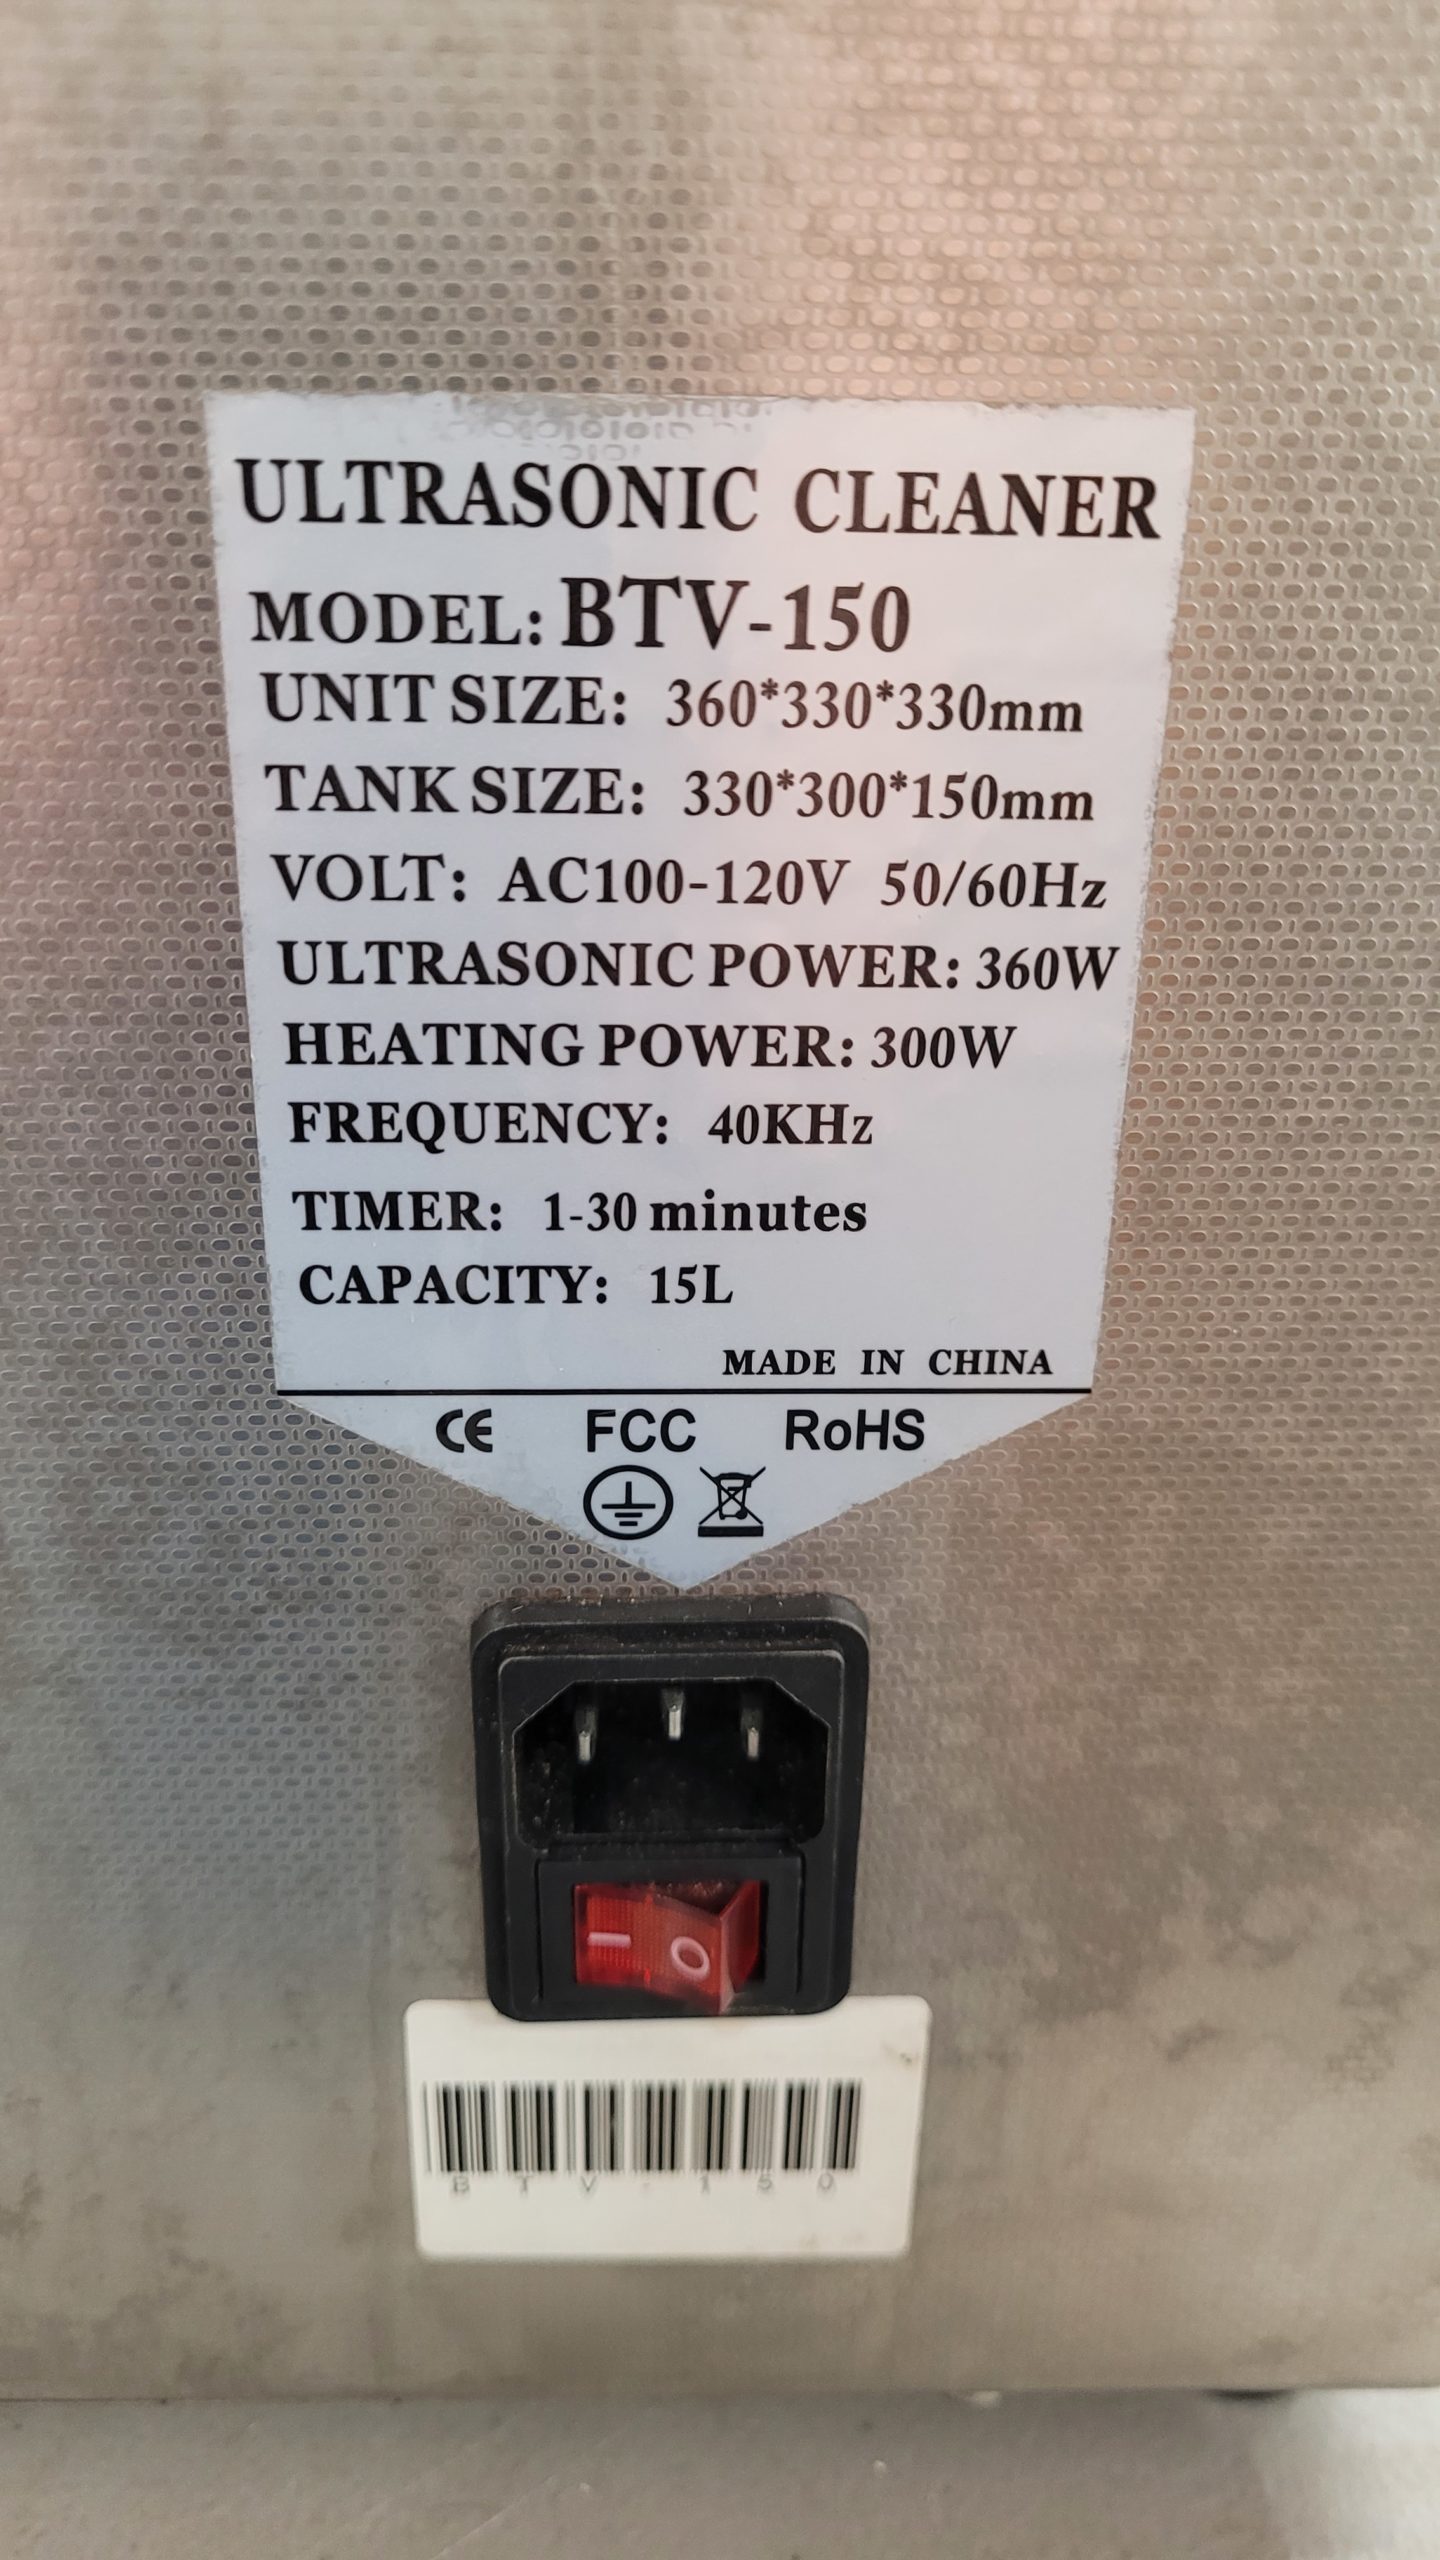 ULTRASONIC CLEANER
MODEL: BTV-150
UNIT SIZE: 360*330*330mm
TANK SIZE: 330*300*150mm
VOLT: AC100-120V 50/60Hz
ULTRASONIC POWER: 360W
HEATING POWER: 300W
FREQUENCY: 40KHz
TIMER: 1-30 minutes
CAPACITY: 15L
MADE IN CHINA
CE FCC RoHS
I O
BTV-150